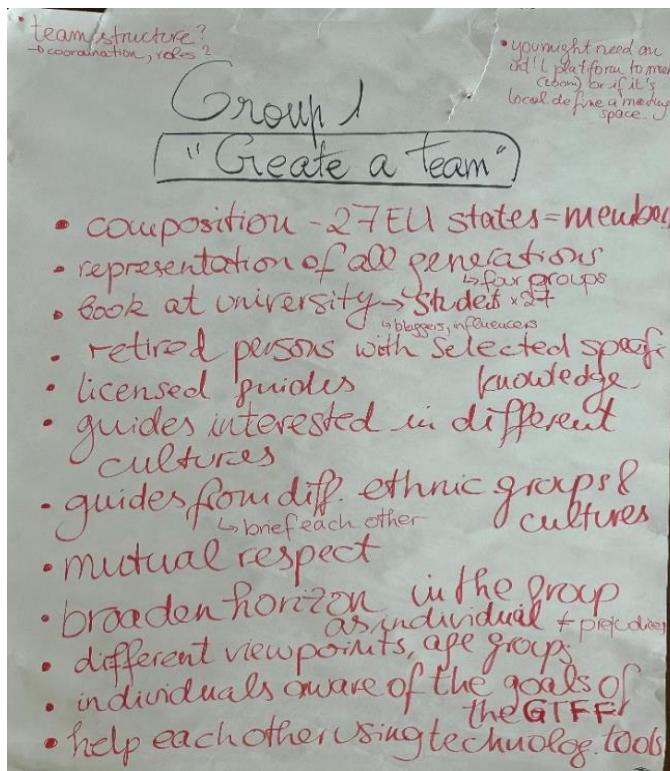 • team structure?
→ coordination, roles?
• you might need an
int'l platform to mee
(zoom) or if it's
local define a meeting
space.
Group 1
"Create a team"
• composition - 27 EU states = members
• representation of all generations
↳ four groups
• Look at university → Student × 27
↳ bloggers, influencers
• retired persons with selected specif.
knowledge
• licensed guides
• guides interested in different
cultures
• guides from diff. ethnic groups &
cultures
↳ brief each other
• mutual respect
• broaden horizon in the group
as individual + prejudices
• different viewpoints, age groups
• individuals aware of the goals of
the GTFF
• help each other using technolog. tools